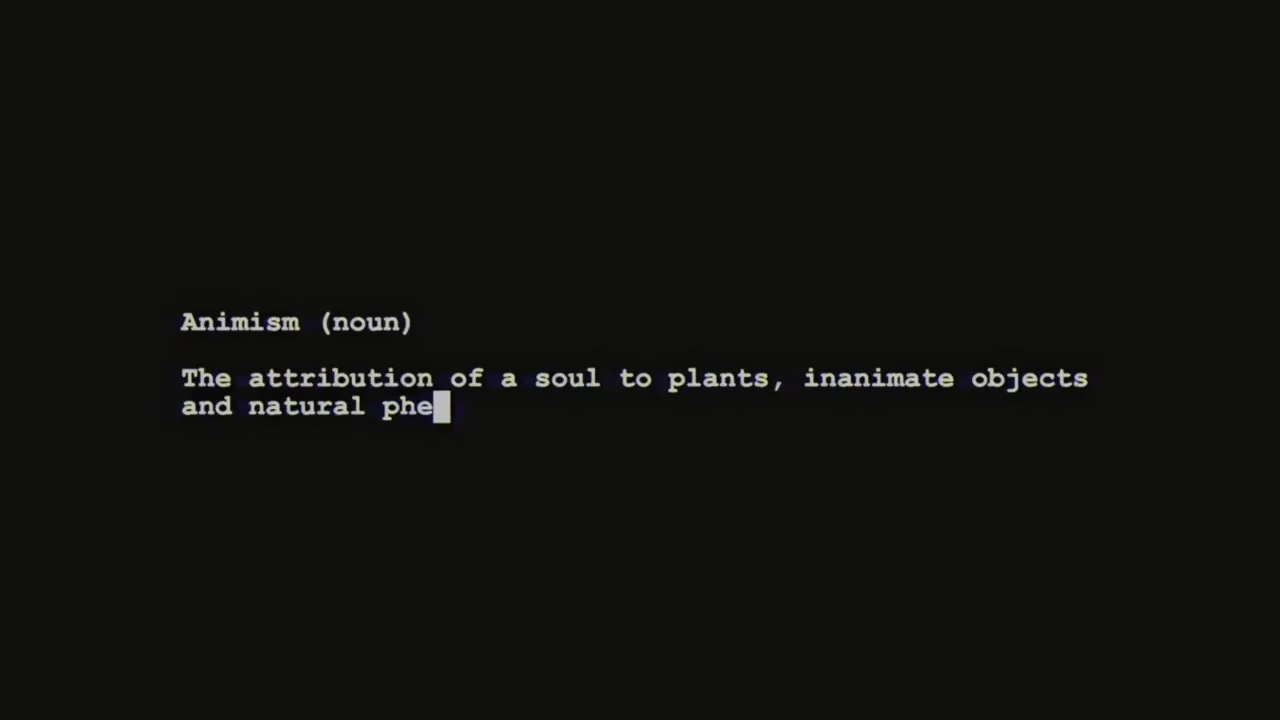 Animism (noun)
The attribution of a soul to plants, inanimate objects
and natural phe